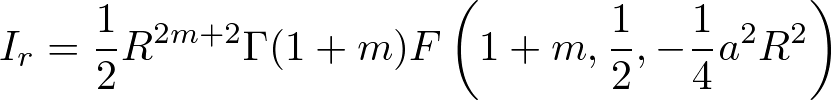 $I_r = \frac{1}{2} R^{2m+2} \Gamma(1+m) F\left(1+m, \frac{1}{2}, -\frac{1}{4} a^2 R^2\right)$